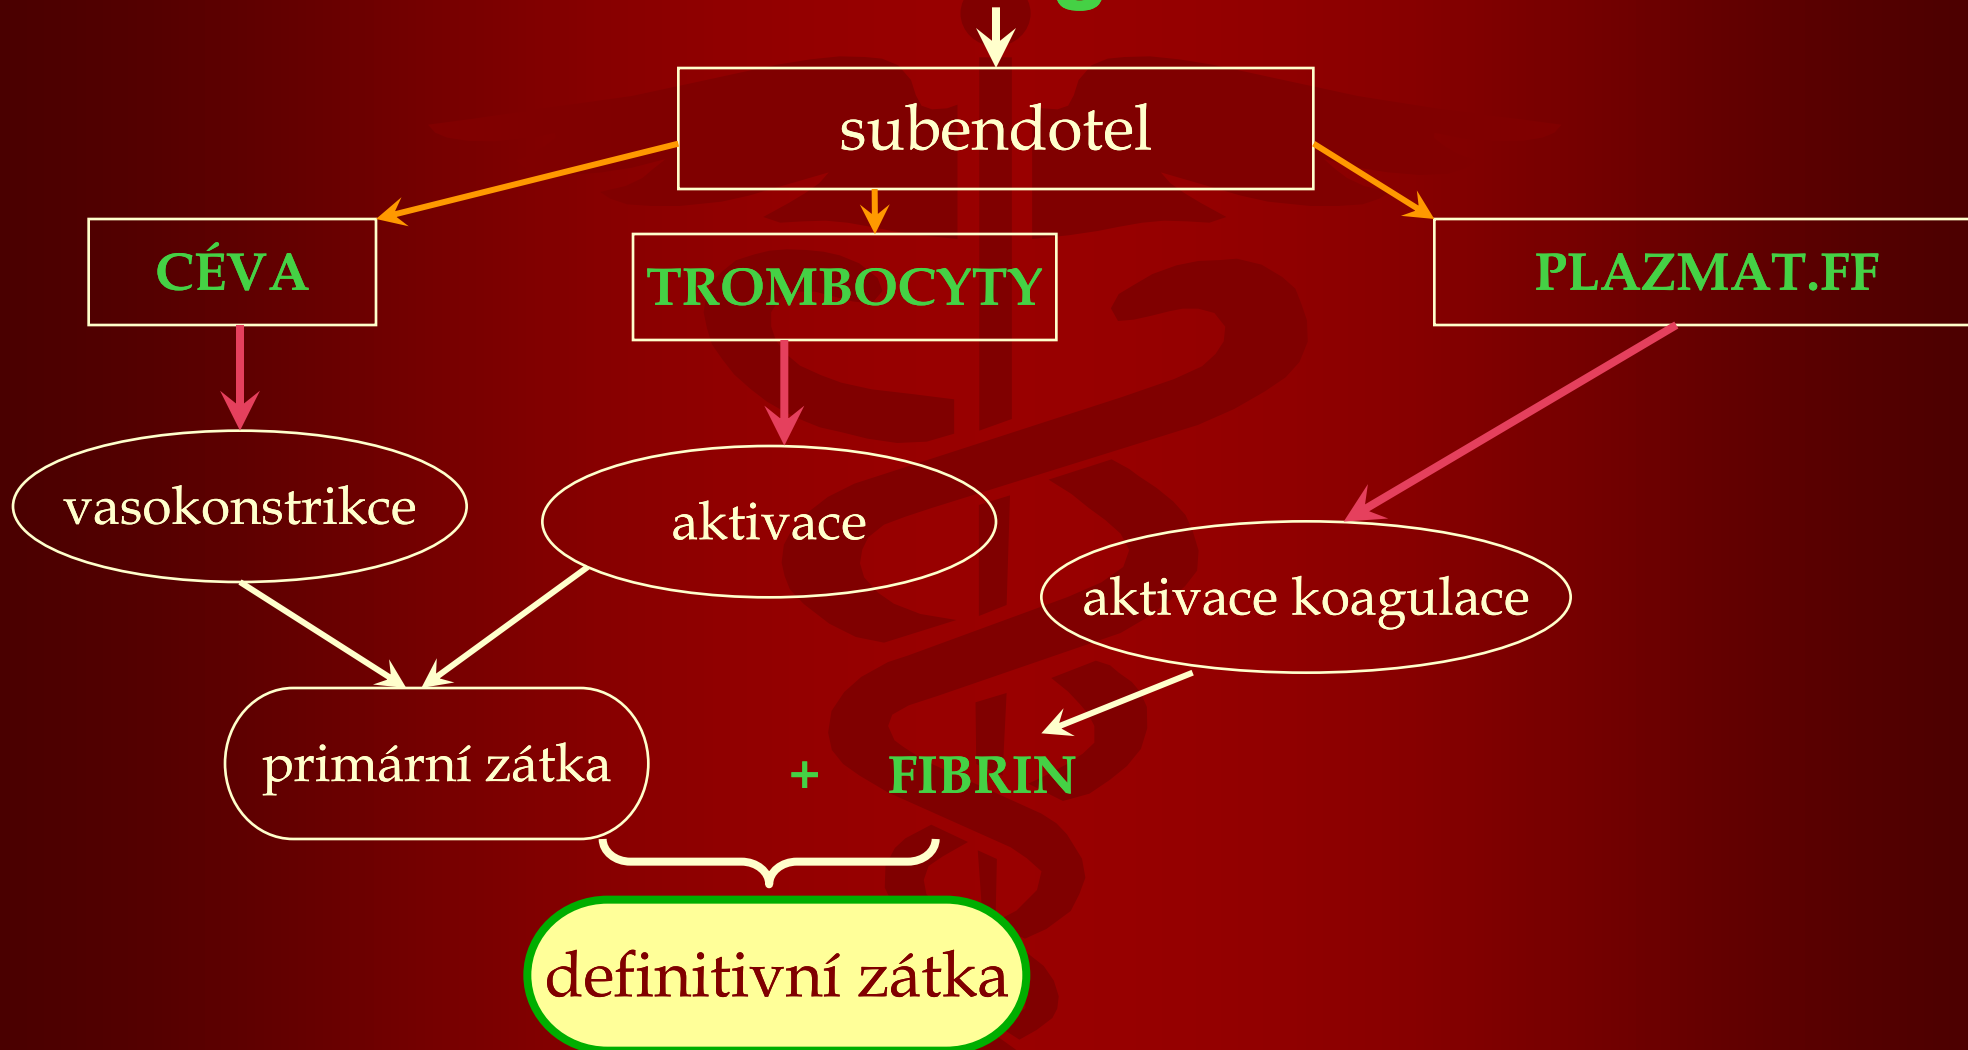 subendotel
CÉVA
TROMBOCYTY
PLAZMAT.FF
vasokonstrikce
aktivace
aktivace koagulace
primární zátka
+ FIBRIN
definitivní zátka